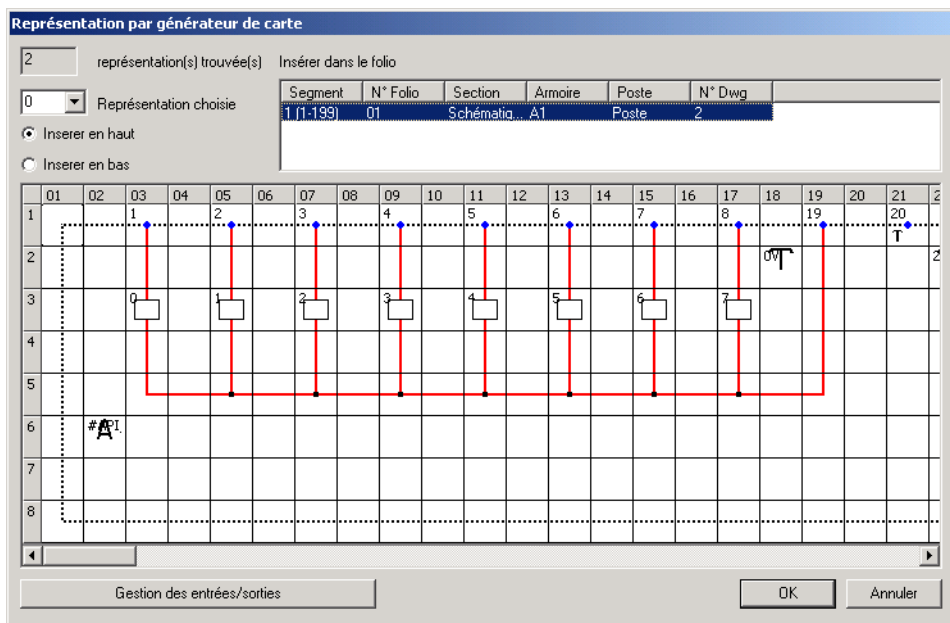 Représentation par générateur de carte
2 représentation(s) trouvée(s) Insérer dans le folio
0 Représentation choisie
Segment N° Folio Section Armoire Poste N° Dwg
1 (1-199) 01 Schématiq... A1 Poste 2
Inserer en haut
Inserer en bas
01 02 03 04 05 06 07 08 09 10 11 12 13 14 15 16 17 18 19 20 21 2
1 1 2 3 4 5 6 7 8 19 20
T
2 0V T 2
3 0 1 2 3 4 5 6 7
4
5
6 #API
7
8
Gestion des entrées/sorties OK Annuler